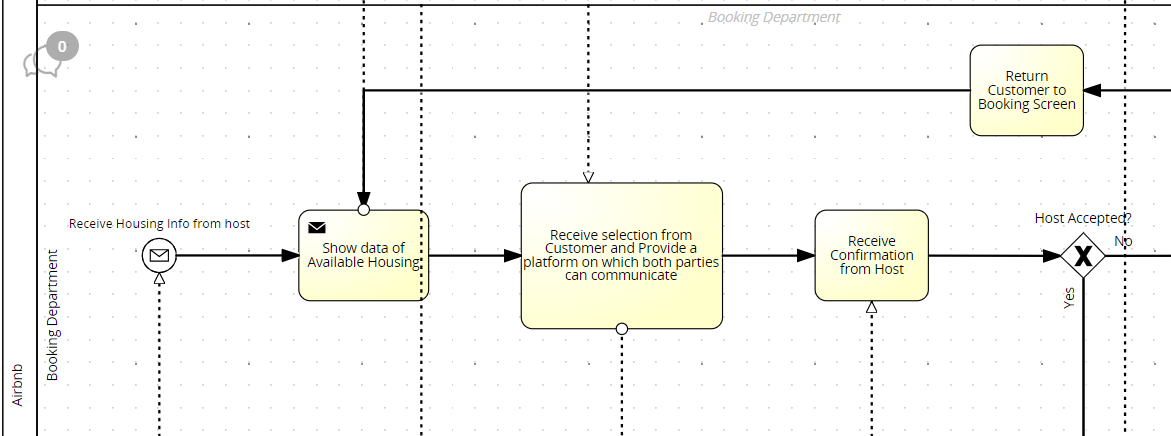 Booking Department
0
Return
Customer to
Booking Screen
Receive Housing Info from host
Show data of
Available Housing
Receive selection from
Customer and Provide a
platform on which both parties
can communicate
Receive
Confirmation
from Host
Host Accepted?
No
Yes
Booking Department
Airbnb